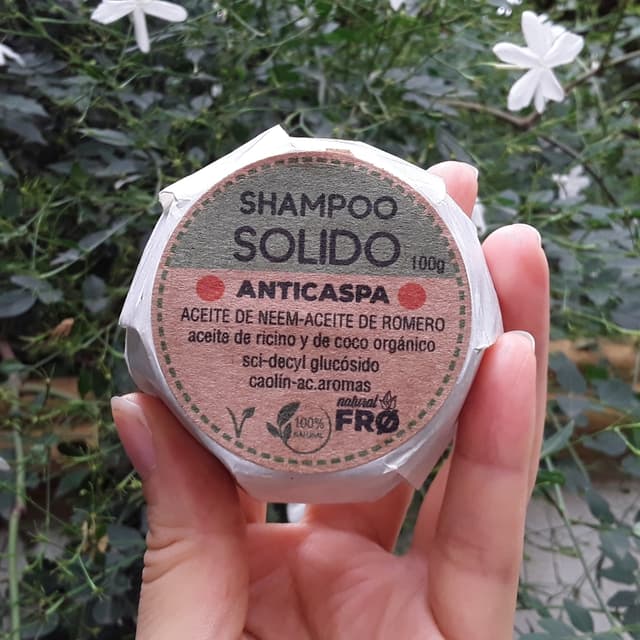 SHAMPOO
SOLIDO
100g
ANTICASPA
ACEITE DE NEEM-ACEITE DE ROMERO
aceite de ricino y de coco orgánico
sci-decyl glucósido
caolín-ac.aromas
natural
FRØ
100%
NATURAL